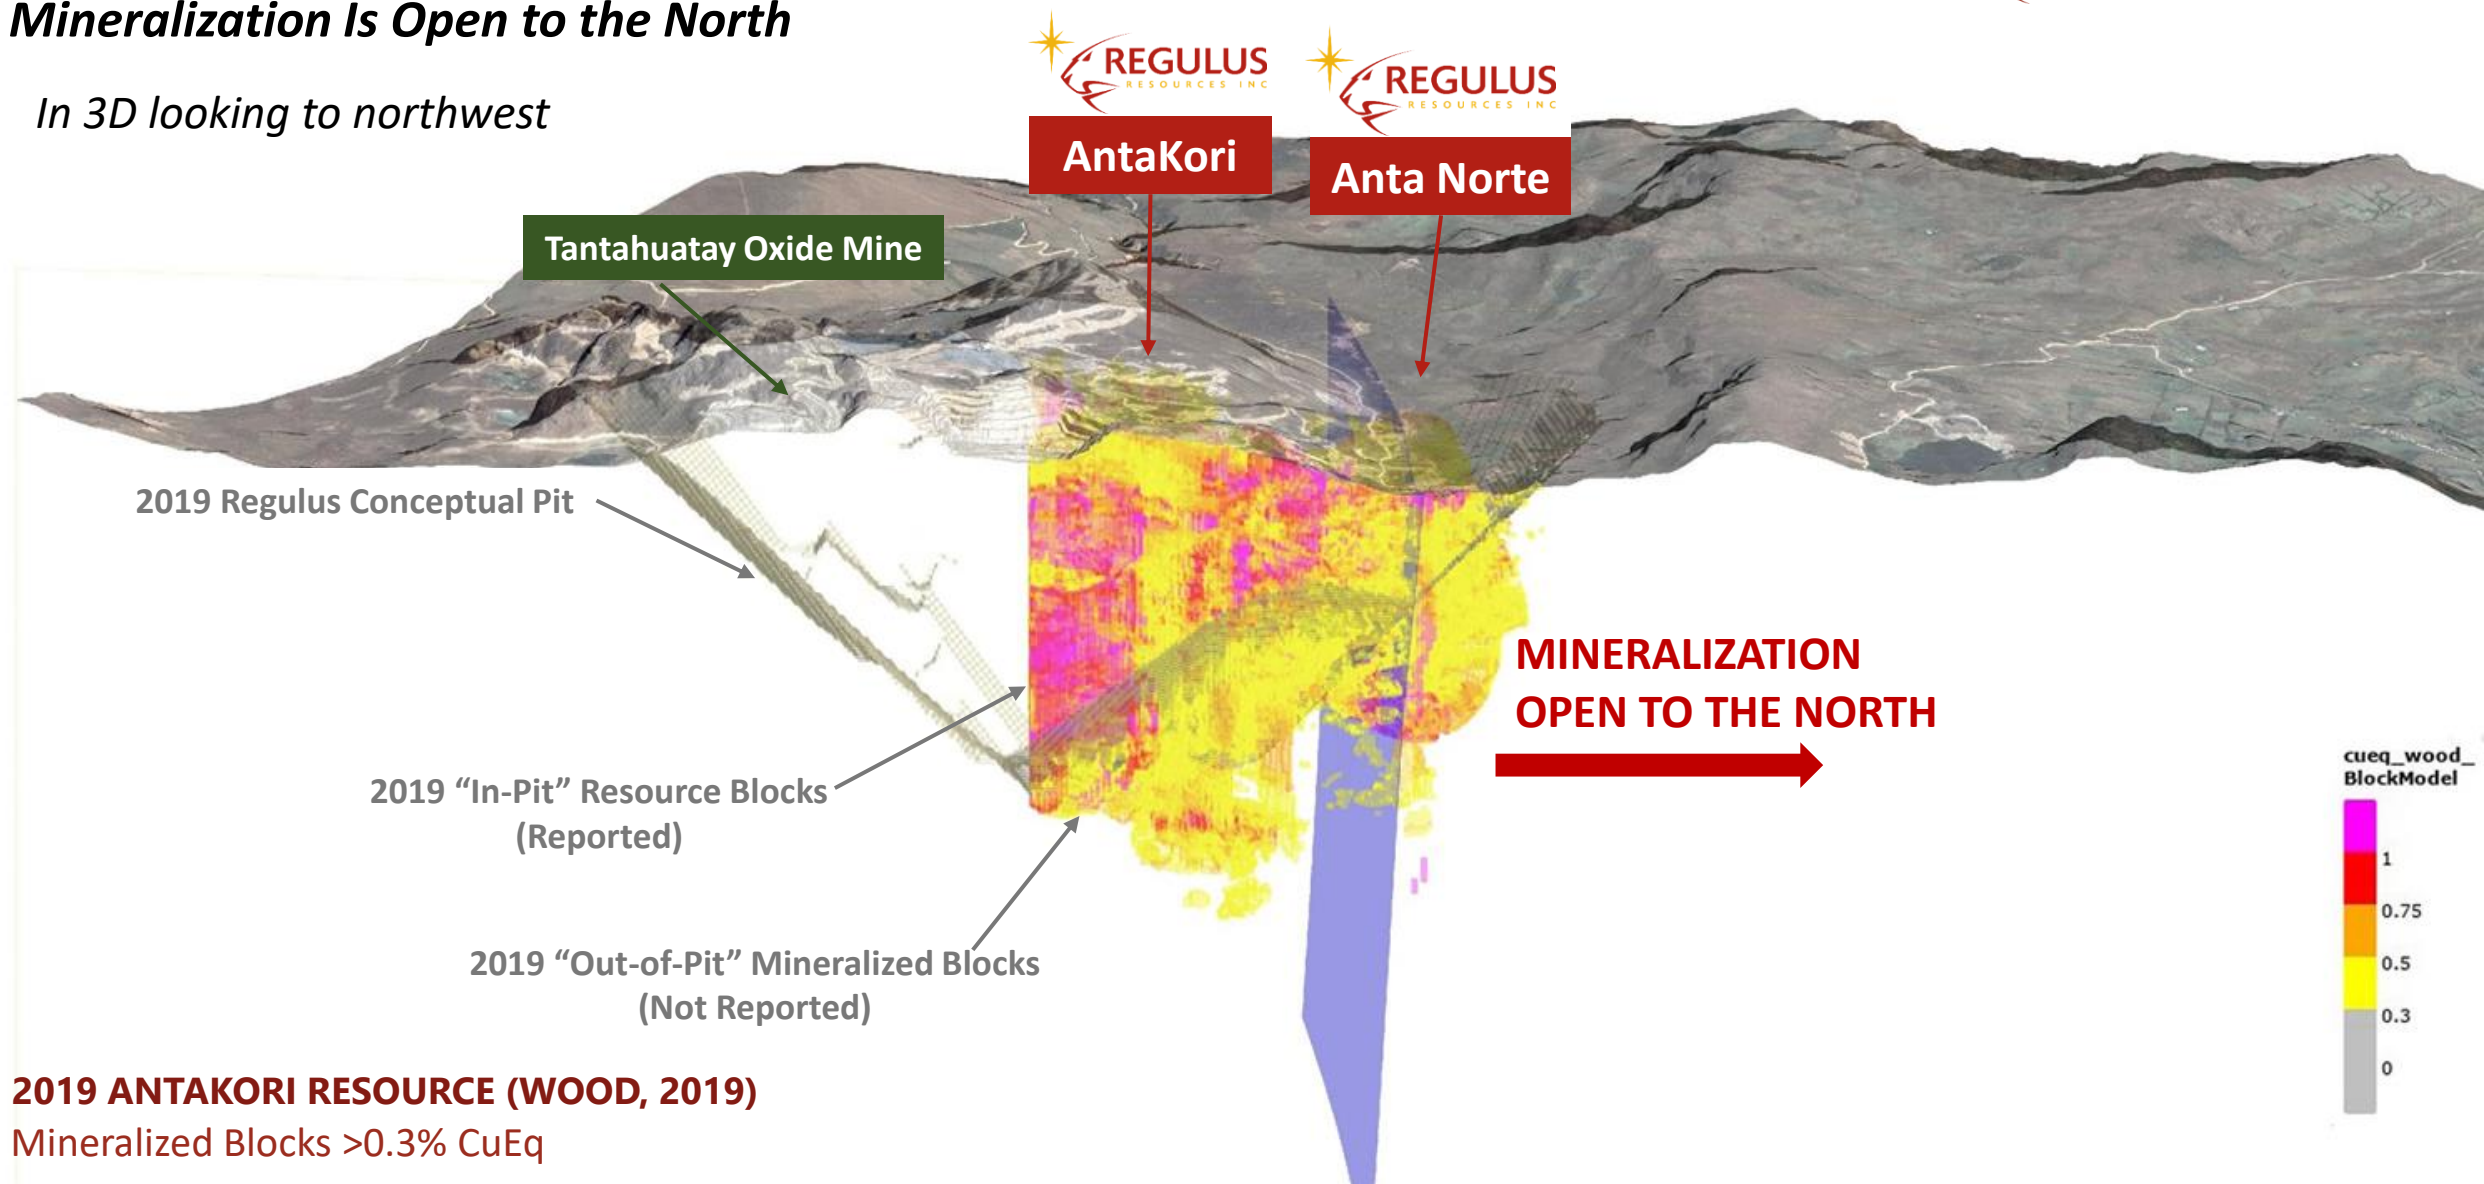 Mineralization Is Open to the North
In 3D looking to northwest
REGULUS
RESOURCES INC
REGULUS
RESOURCES INC
AntaKori
Anta Norte
Tantahuatay Oxide Mine
2019 Regulus Conceptual Pit
MINERALIZATION
OPEN TO THE NORTH
2019 “In-Pit” Resource Blocks
(Reported)
2019 “Out-of-Pit” Mineralized Blocks
(Not Reported)
cueq_wood_
BlockModel
1
0.75
0.5
0.3
0
2019 ANTAKORI RESOURCE (WOOD, 2019)
Mineralized Blocks >0.3% CuEq